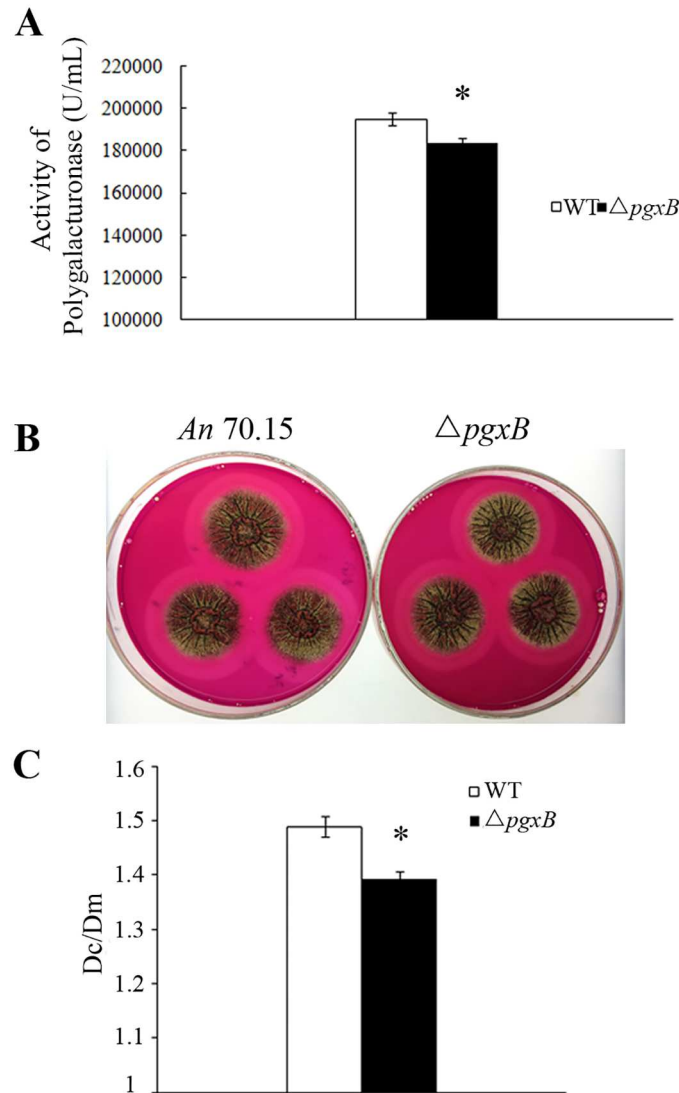 A
Activity of
Polygalacturonase (U/mL)
220000
200000
180000
160000
140000
120000
100000
*
□WT■△pgxB
B
An 70.15
△pgxB
C
Dc/Dm
1.6
1.5
1.4
1.3
1.2
1.1
1
*
□ WT
■ △pgxB